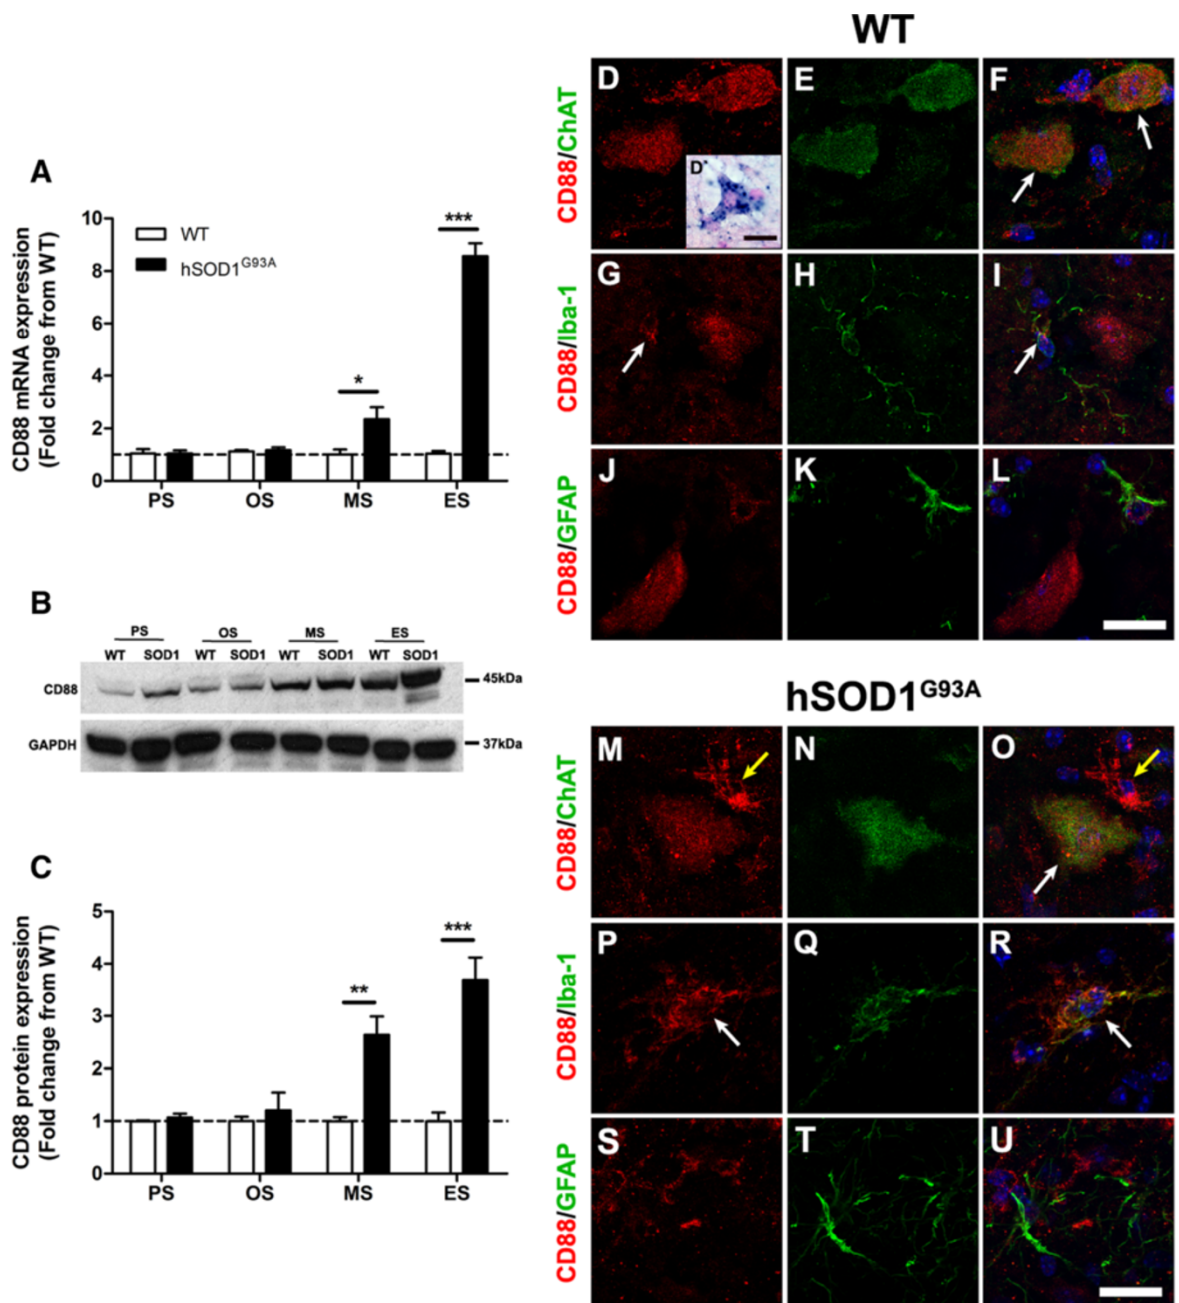 A
10
8
6
4
2
0
CD88 mRNA expression
(Fold change from WT)
WT
hSOD1G93A
*
***
PS OS MS ES
B
PS OS MS ES
WT SOD1 WT SOD1 WT SOD1 WT SOD1
CD88
45kDa
GAPDH
37kDa
C
5
4
3
2
1
0
CD88 protein expression
(Fold change from WT)
**
***
PS OS MS ES
WT
CD88/ChAT
D E F
D'
CD88/Iba-1
G H I
CD88/GFAP
J K L
hSOD1G93A
CD88/ChAT
M N O
CD88/Iba-1
P Q R
CD88/GFAP
S T U